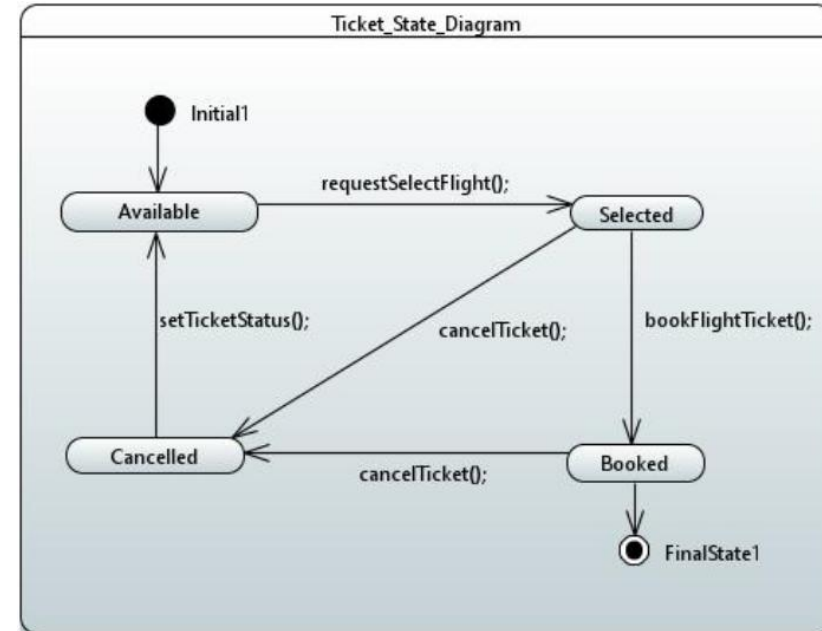 Ticket_State_Diagram
Initial1
requestSelectFlight();
Available
Selected
setTicketStatus();
cancelTicket();
bookFlightTicket();
Cancelled
Booked
cancelTicket();
FinalState1